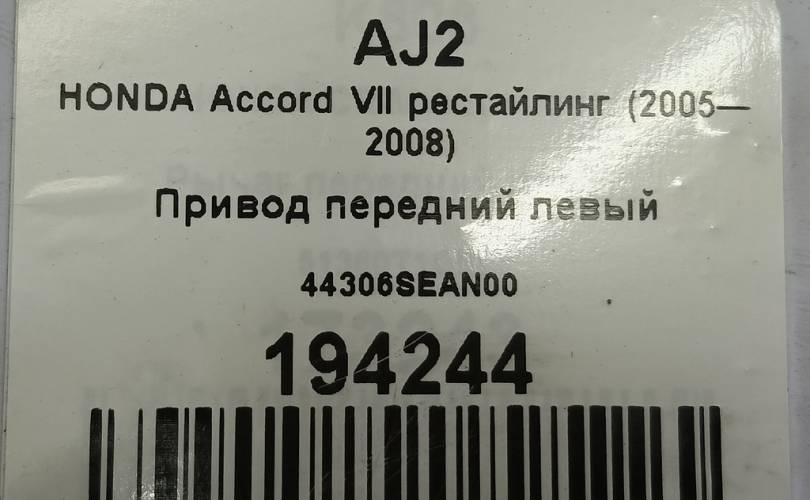 AJ2
HONDA Accord VII рестайлинг (2005—
2008)
Привод передний левый
44306SEAN00
194244